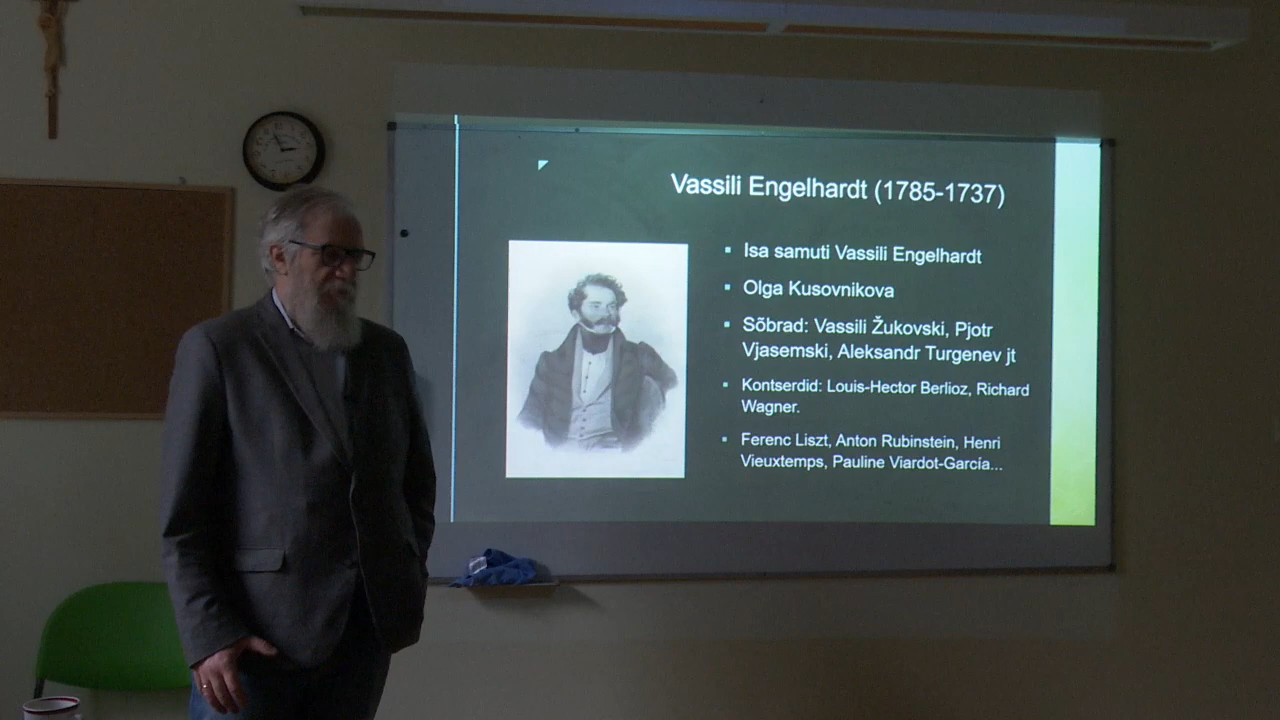 Vassili Engelhardt (1785-1737)
Isa samuti Vassili Engelhardt
Olga Kusovnikova
Sõbrad: Vassili Žukovski, Pjotr
Vjasemski, Aleksandr Turgenev jt
Kontserdid: Louis-Hector Berlioz, Richard
Wagner.
Ferenc Liszt, Anton Rubinstein, Henri
Vieuxtemps, Pauline Viardot-García...